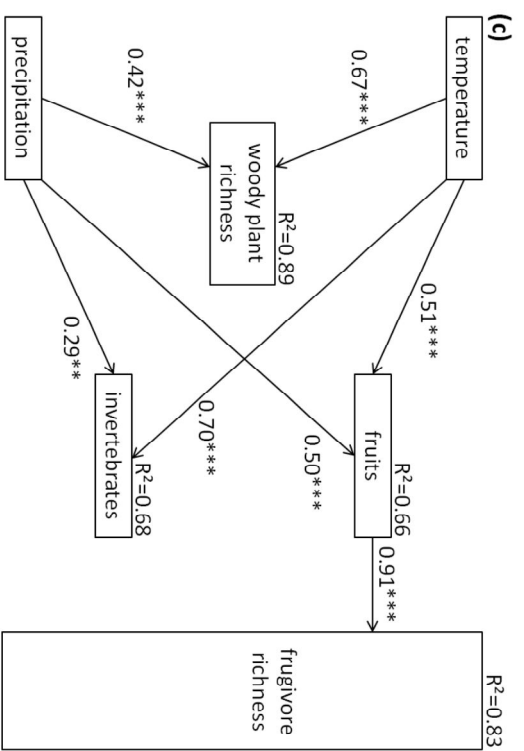 (c)
temperature
0.67***
0.51***
woody plant
richness
R²=0.89
0.42***
precipitation
fruits
R²=0.66
0.50***
0.70***
0.29**
invertebrates
R²=0.68
0.91***
frugivore
richness
R²=0.83